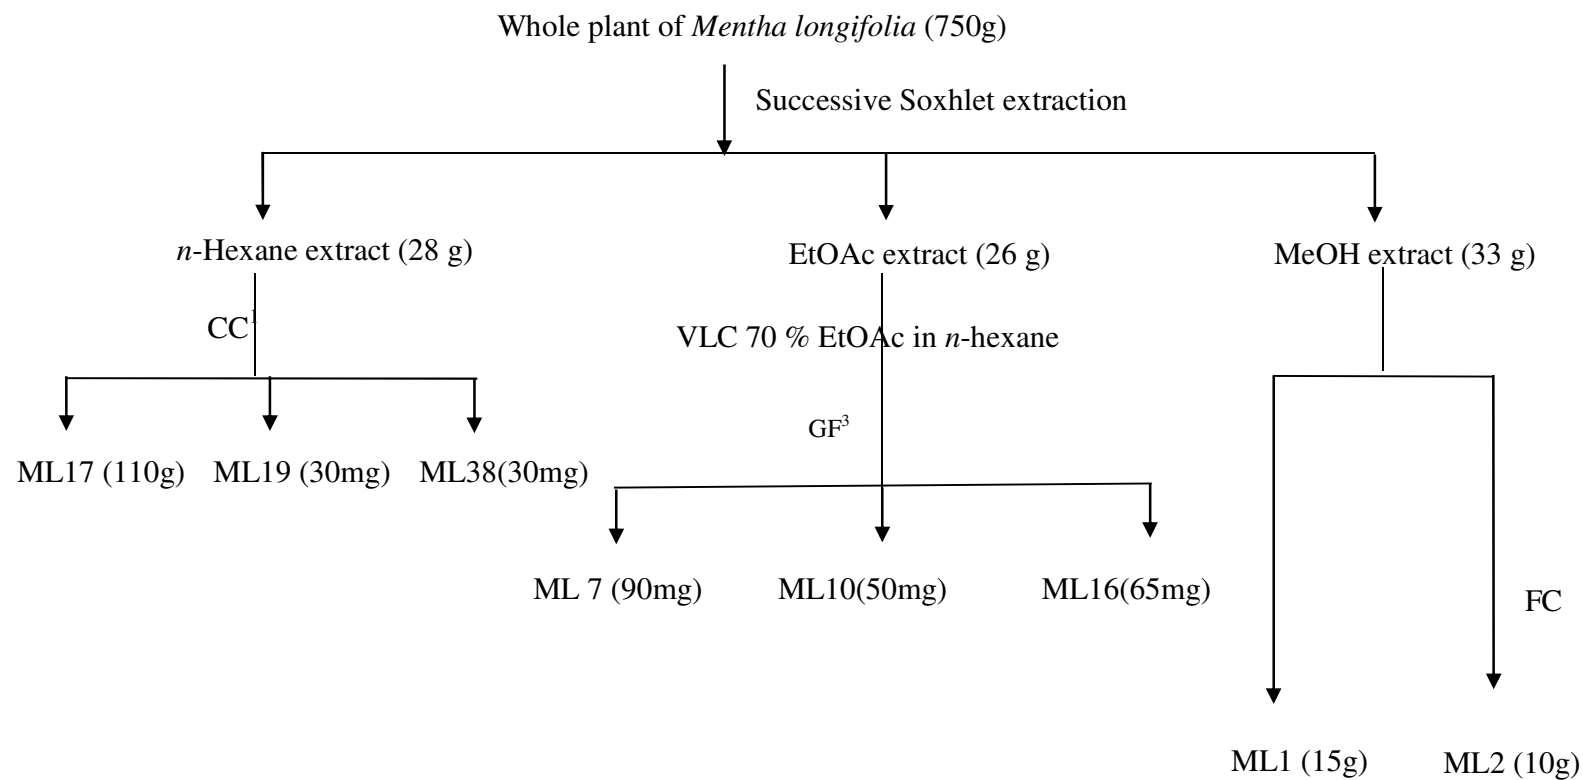 Whole plant of Mentha longifolia (750g)
Successive Soxhlet extraction
n-Hexane extract (28 g)
EtOAc extract (26 g)
MeOH extract (33 g)
CC1
VLC 70 % EtOAc in n-hexane
GF3
ML17 (110g)
ML19 (30mg)
ML38(30mg)
ML 7 (90mg)
ML10(50mg)
ML16(65mg)
FC
ML1 (15g)
ML2 (10g)